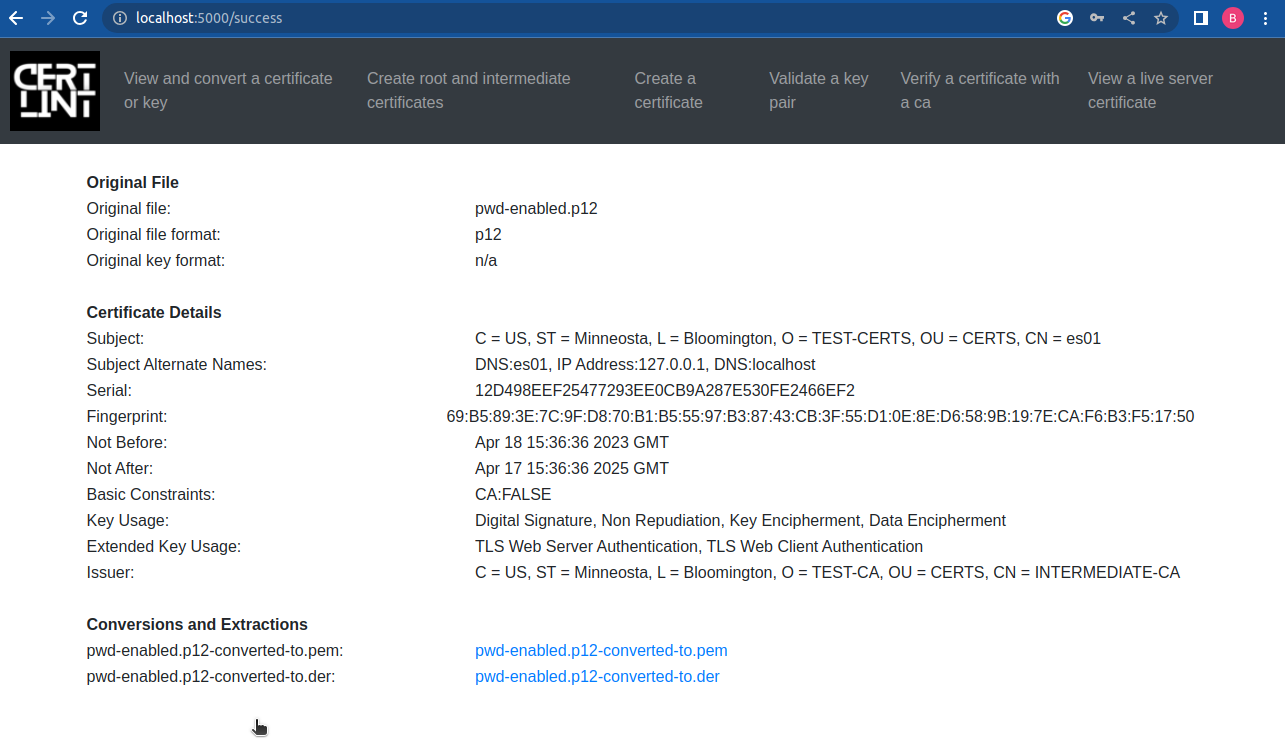 localhost:5000/success
B
CERT
LINT
View and convert a certificate
or key
Create root and intermediate
certificates
Create a
certificate
Validate a key
pair
Verify a certificate with
a ca
View a live server
certificate
Original File
Original file: pwd-enabled.p12
Original file format: p12
Original key format: n/a
Certificate Details
Subject: C = US, ST = Minneosta, L = Bloomington, O = TEST-CERTS, OU = CERTS, CN = es01
Subject Alternate Names: DNS:es01, IP Address:127.0.0.1, DNS:localhost
Serial: 12D498EEF25477293EE0CB9A287E530FE2466EF2
Fingerprint: 69:B5:89:3E:7C:9F:D8:70:B1:B5:55:97:B3:87:43:CB:3F:55:D1:0E:8E:D6:58:9B:19:7E:CA:F6:B3:F5:17:50
Not Before: Apr 18 15:36:36 2023 GMT
Not After: Apr 17 15:36:36 2025 GMT
Basic Constraints: CA:FALSE
Key Usage: Digital Signature, Non Repudiation, Key Encipherment, Data Encipherment
Extended Key Usage: TLS Web Server Authentication, TLS Web Client Authentication
Issuer: C = US, ST = Minneosta, L = Bloomington, O = TEST-CA, OU = CERTS, CN = INTERMEDIATE-CA
Conversions and Extractions
pwd-enabled.p12-converted-to.pem: pwd-enabled.p12-converted-to.pem
pwd-enabled.p12-converted-to.der: pwd-enabled.p12-converted-to.der